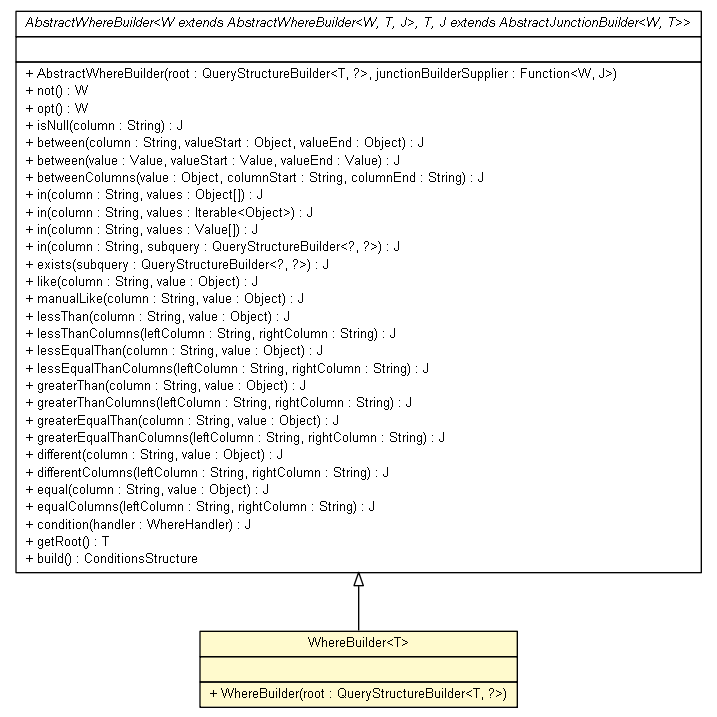 AbstractWhereBuilder<W extends AbstractWhereBuilder<W, T, J>, T, J extends AbstractJunctionBuilder<W, T>>
+ AbstractWhereBuilder(root : QueryStructureBuilder<T, ?>, junctionBuilderSupplier : Function<W, J>)
+ not() : W
+ opt() : W
+ isNull(column : String) : J
+ between(column : String, valueStart : Object, valueEnd : Object) : J
+ between(value : Value, valueStart : Value, valueEnd : Value) : J
+ betweenColumns(value : Object, columnStart : String, columnEnd : String) : J
+ in(column : String, values : Object[]) : J
+ in(column : String, values : Iterable<Object>) : J
+ in(column : String, values : Value[]) : J
+ in(column : String, subquery : QueryStructureBuilder<?, ?>) : J
+ exists(subquery : QueryStructureBuilder<?, ?>) : J
+ like(column : String, value : Object) : J
+ manualLike(column : String, value : Object) : J
+ lessThan(column : String, value : Object) : J
+ lessThanColumns(leftColumn : String, rightColumn : String) : J
+ lessEqualThan(column : String, value : Object) : J
+ lessEqualThanColumns(leftColumn : String, rightColumn : String) : J
+ greaterThan(column : String, value : Object) : J
+ greaterThanColumns(leftColumn : String, rightColumn : String) : J
+ greaterEqualThan(column : String, value : Object) : J
+ greaterEqualThanColumns(leftColumn : String, rightColumn : String) : J
+ different(column : String, value : Object) : J
+ differentColumns(leftColumn : String, rightColumn : String) : J
+ equal(column : String, value : Object) : J
+ equalColumns(leftColumn : String, rightColumn : String) : J
+ condition(handler : WhereHandler) : J
+ getRoot() : T
+ build() : ConditionsStructure
WhereBuilder<T>
+ WhereBuilder(root : QueryStructureBuilder<T, ?>)